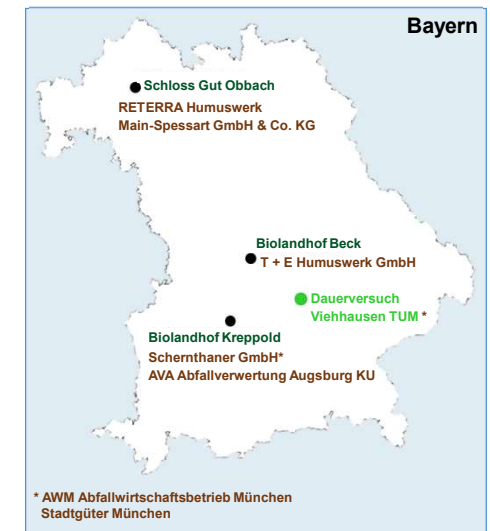 Bayern
Schloss Gut Obbach
RETERRA Humuswerk
Main-Spessart GmbH & Co. KG
Biolandhof Beck
T + E Humuswerk GmbH
Dauerversuch
Viehhausen TUM *
Biolandhof Kreppold
Schernthaner GmbH*
AVA Abfallverwertung Augsburg KU
* AWM Abfallwirtschaftsbetrieb München
Stadtgüter München